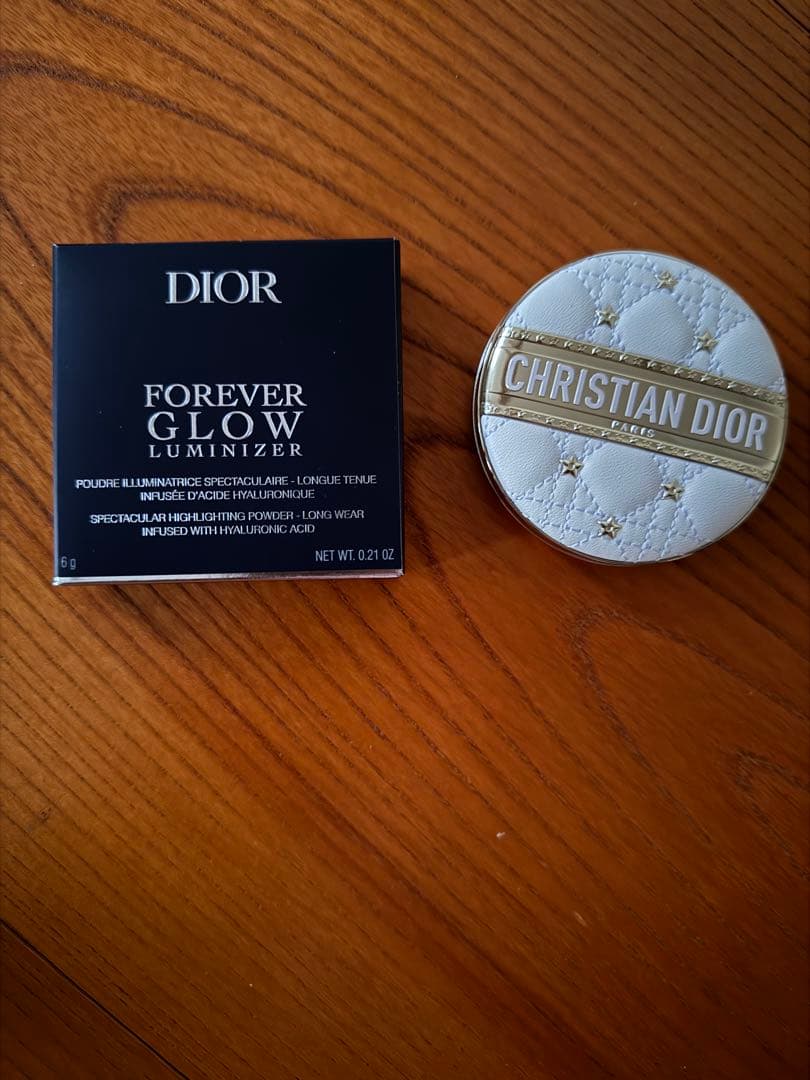 DIOR
FOREVER
GLOW
LUMINIZER
POUDRE ILLUMINATRICE SPECTACULAIRE - LONGUE TENUE
INFUSÉE D'ACIDE HYALURONIQUE
SPECTACULAR HIGHLIGHTING POWDER - LONG WEAR
INFUSED WITH HYALURONIC ACID
6 g
NET WT. 0.21 OZ
CHRISTIAN DIOR
PARIS